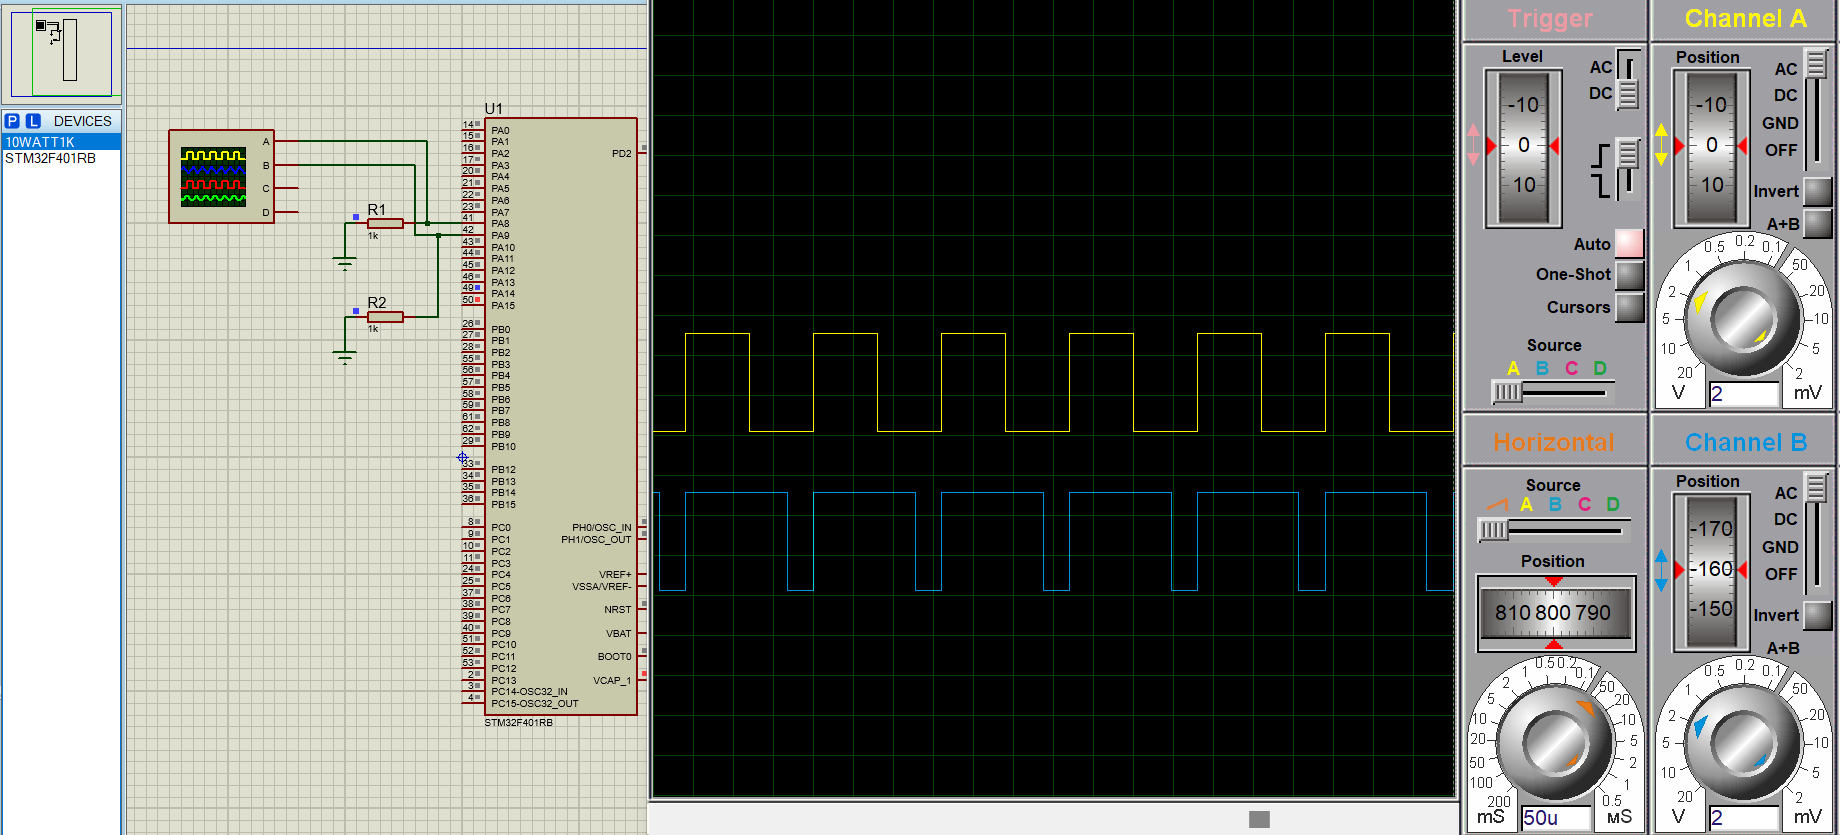 P L DEVICES
10WATT1K
STM32F401RB
A
B
C
D
R1
1k
R2
1k
U1
14 PA0
15 PA1
16 PA2
17 PA3
20 PA4
21 PA5
22 PA6
23 PA7
41 PA8
42 PA9
43 PA10
44 PA11
45 PA12
46 PA13
49 PA14
50 PA15
26 PB0
27 PB1
28 PB2
55 PB3
56 PB4
57 PB5
58 PB6
59 PB7
61 PB8
62 PB9
29 PB10
33 PB12
34 PB13
35 PB14
36 PB15
8 PC0
9 PC1
10 PC2
11 PC3
24 PC4
25 PC5
37 PC6
38 PC7
39 PC8
40 PC9
51 PC10
52 PC11
53 PC12
2 PC13
3 PC14-OSC32_IN
4 PC15-OSC32_OUT
PD2
PH0/OSC_IN
PH1/OSC_OUT
VREF+
VSSA/VREF-
NRST
VBAT
BOOT0
VCAP_1
STM32F401RB
Trigger
Level
-10
0
10
AC
DC
Auto
One-Shot
Cursors
Source
A B C D
Channel A
Position
-10
0
10
AC
DC
GND
OFF
Invert
A+B
20 10 5 2 1 0.5 0.2 0.1 50 20 10 5 2
V 2 mV
Horizontal
Source
A B C D
Position
810 800 790
200 100 50 20 10 5 2 1 0.5 0.2 0.1 50 20 10 5 2 1 0.5
mS 50u µS
Channel B
Position
-170
-160
-150
AC
DC
GND
OFF
Invert
A+B
20 10 5 2 1 0.5 0.2 0.1 50 20 10 5 2
V 2 mV